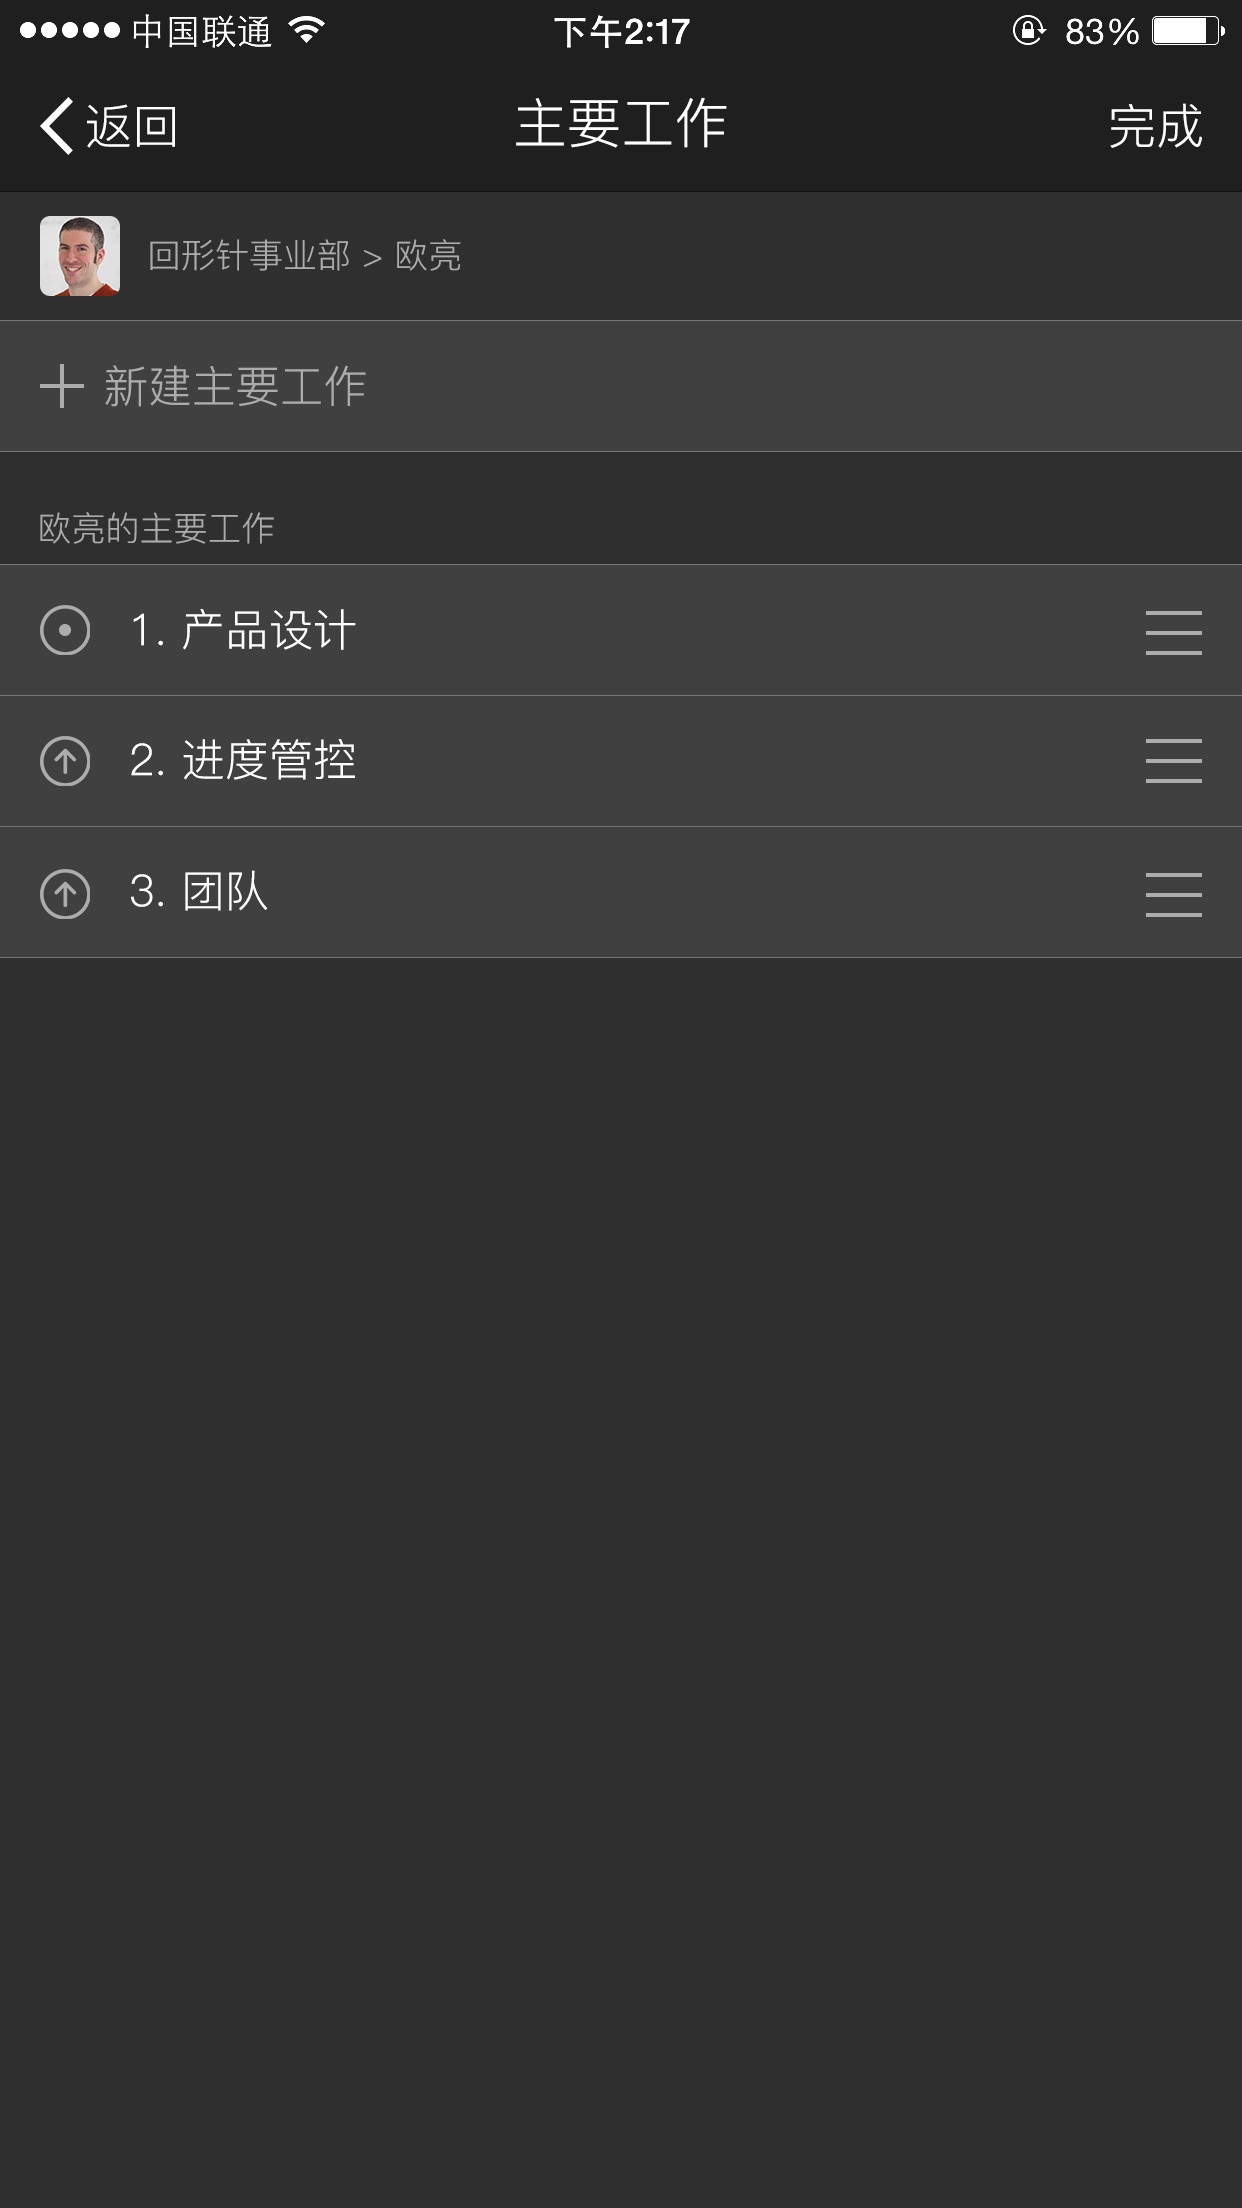 中国联通 下午2:17 83%
返回 主要工作 完成
回形针事业部 > 欧亮
新建主要工作
欧亮的主要工作
1. 产品设计
2. 进度管控
3. 团队